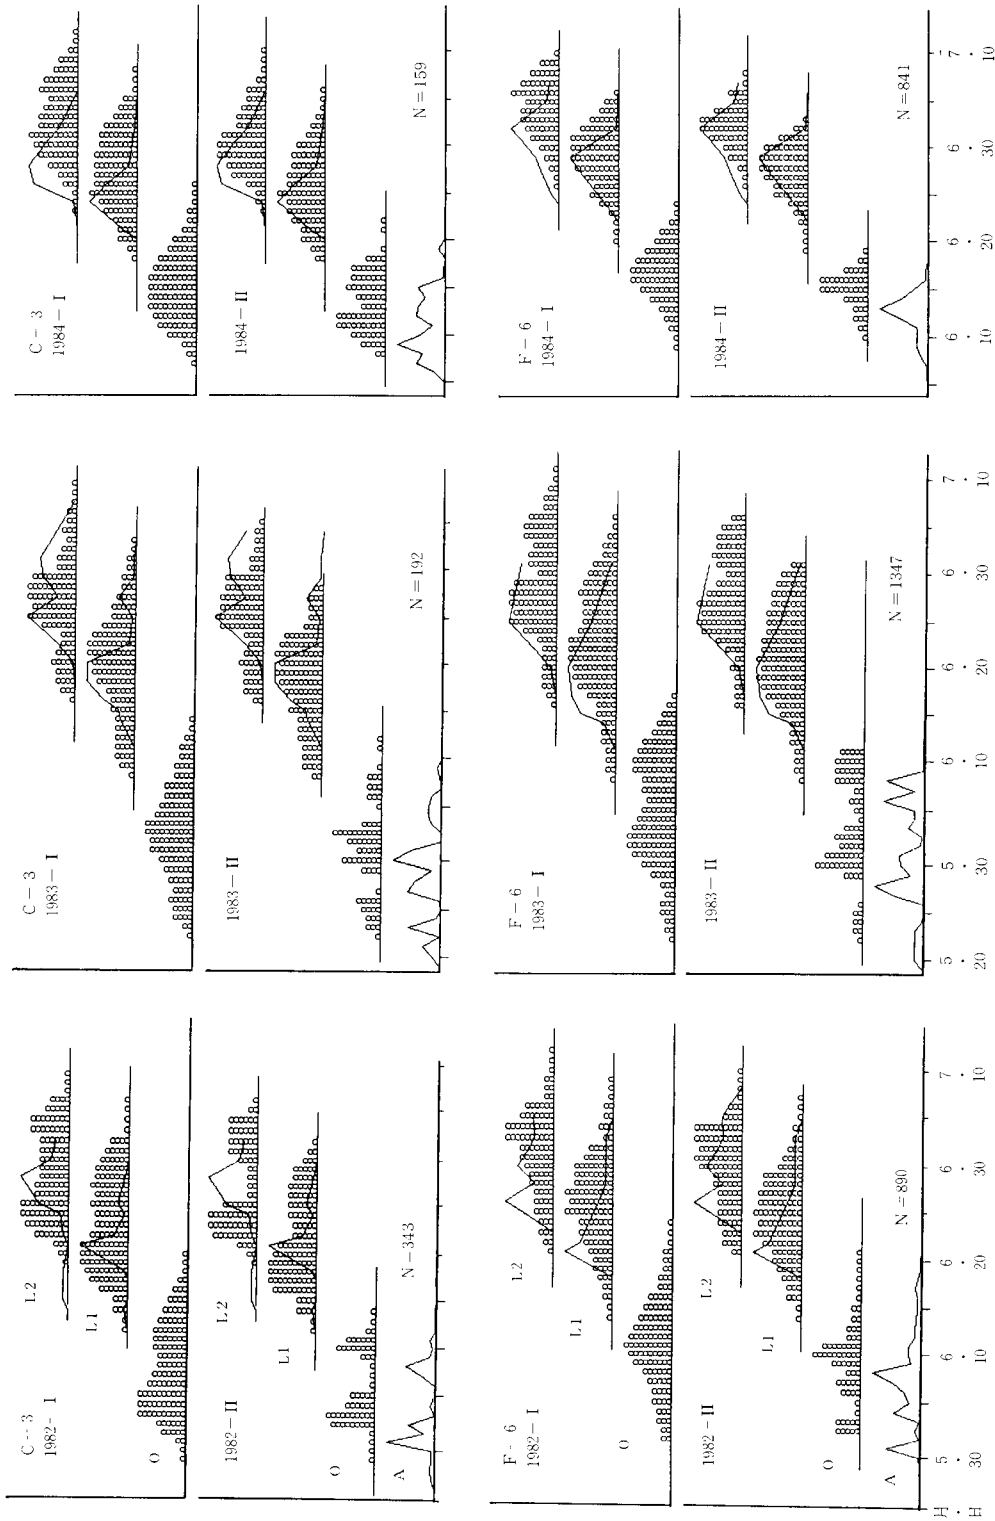 C-3
1982-I
L2
L1
O
1982-II
L2
L1
O
A
N=343
C-3
1983-I
1983-II
N=192
C-3
1984-I
1984-II
N=159
F-6
1982-I
L2
L1
O
1982-II
L2
L1
O
A
N=890
月・日 5・30 6・10 6・20 6・30 7・10
F-6
1983-I
1983-II
N=1347
5・20 5・30 6・10 6・20 6・30 7・10
F-6
1984-I
1984-II
N=841
6・10 6・20 6・30 7・10